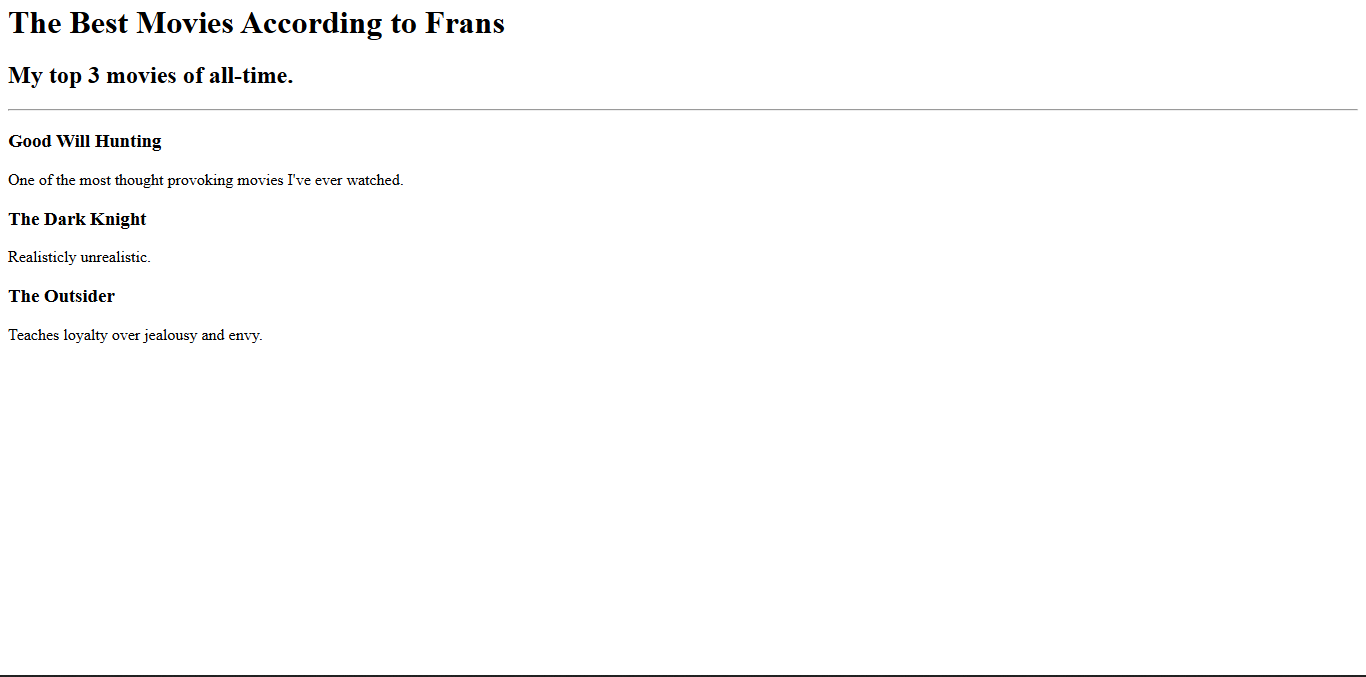 The Best Movies According to Frans
My top 3 movies of all-time.
Good Will Hunting
One of the most thought provoking movies I've ever watched.
The Dark Knight
Realisticly unrealistic.
The Outsider
Teaches loyalty over jealousy and envy.